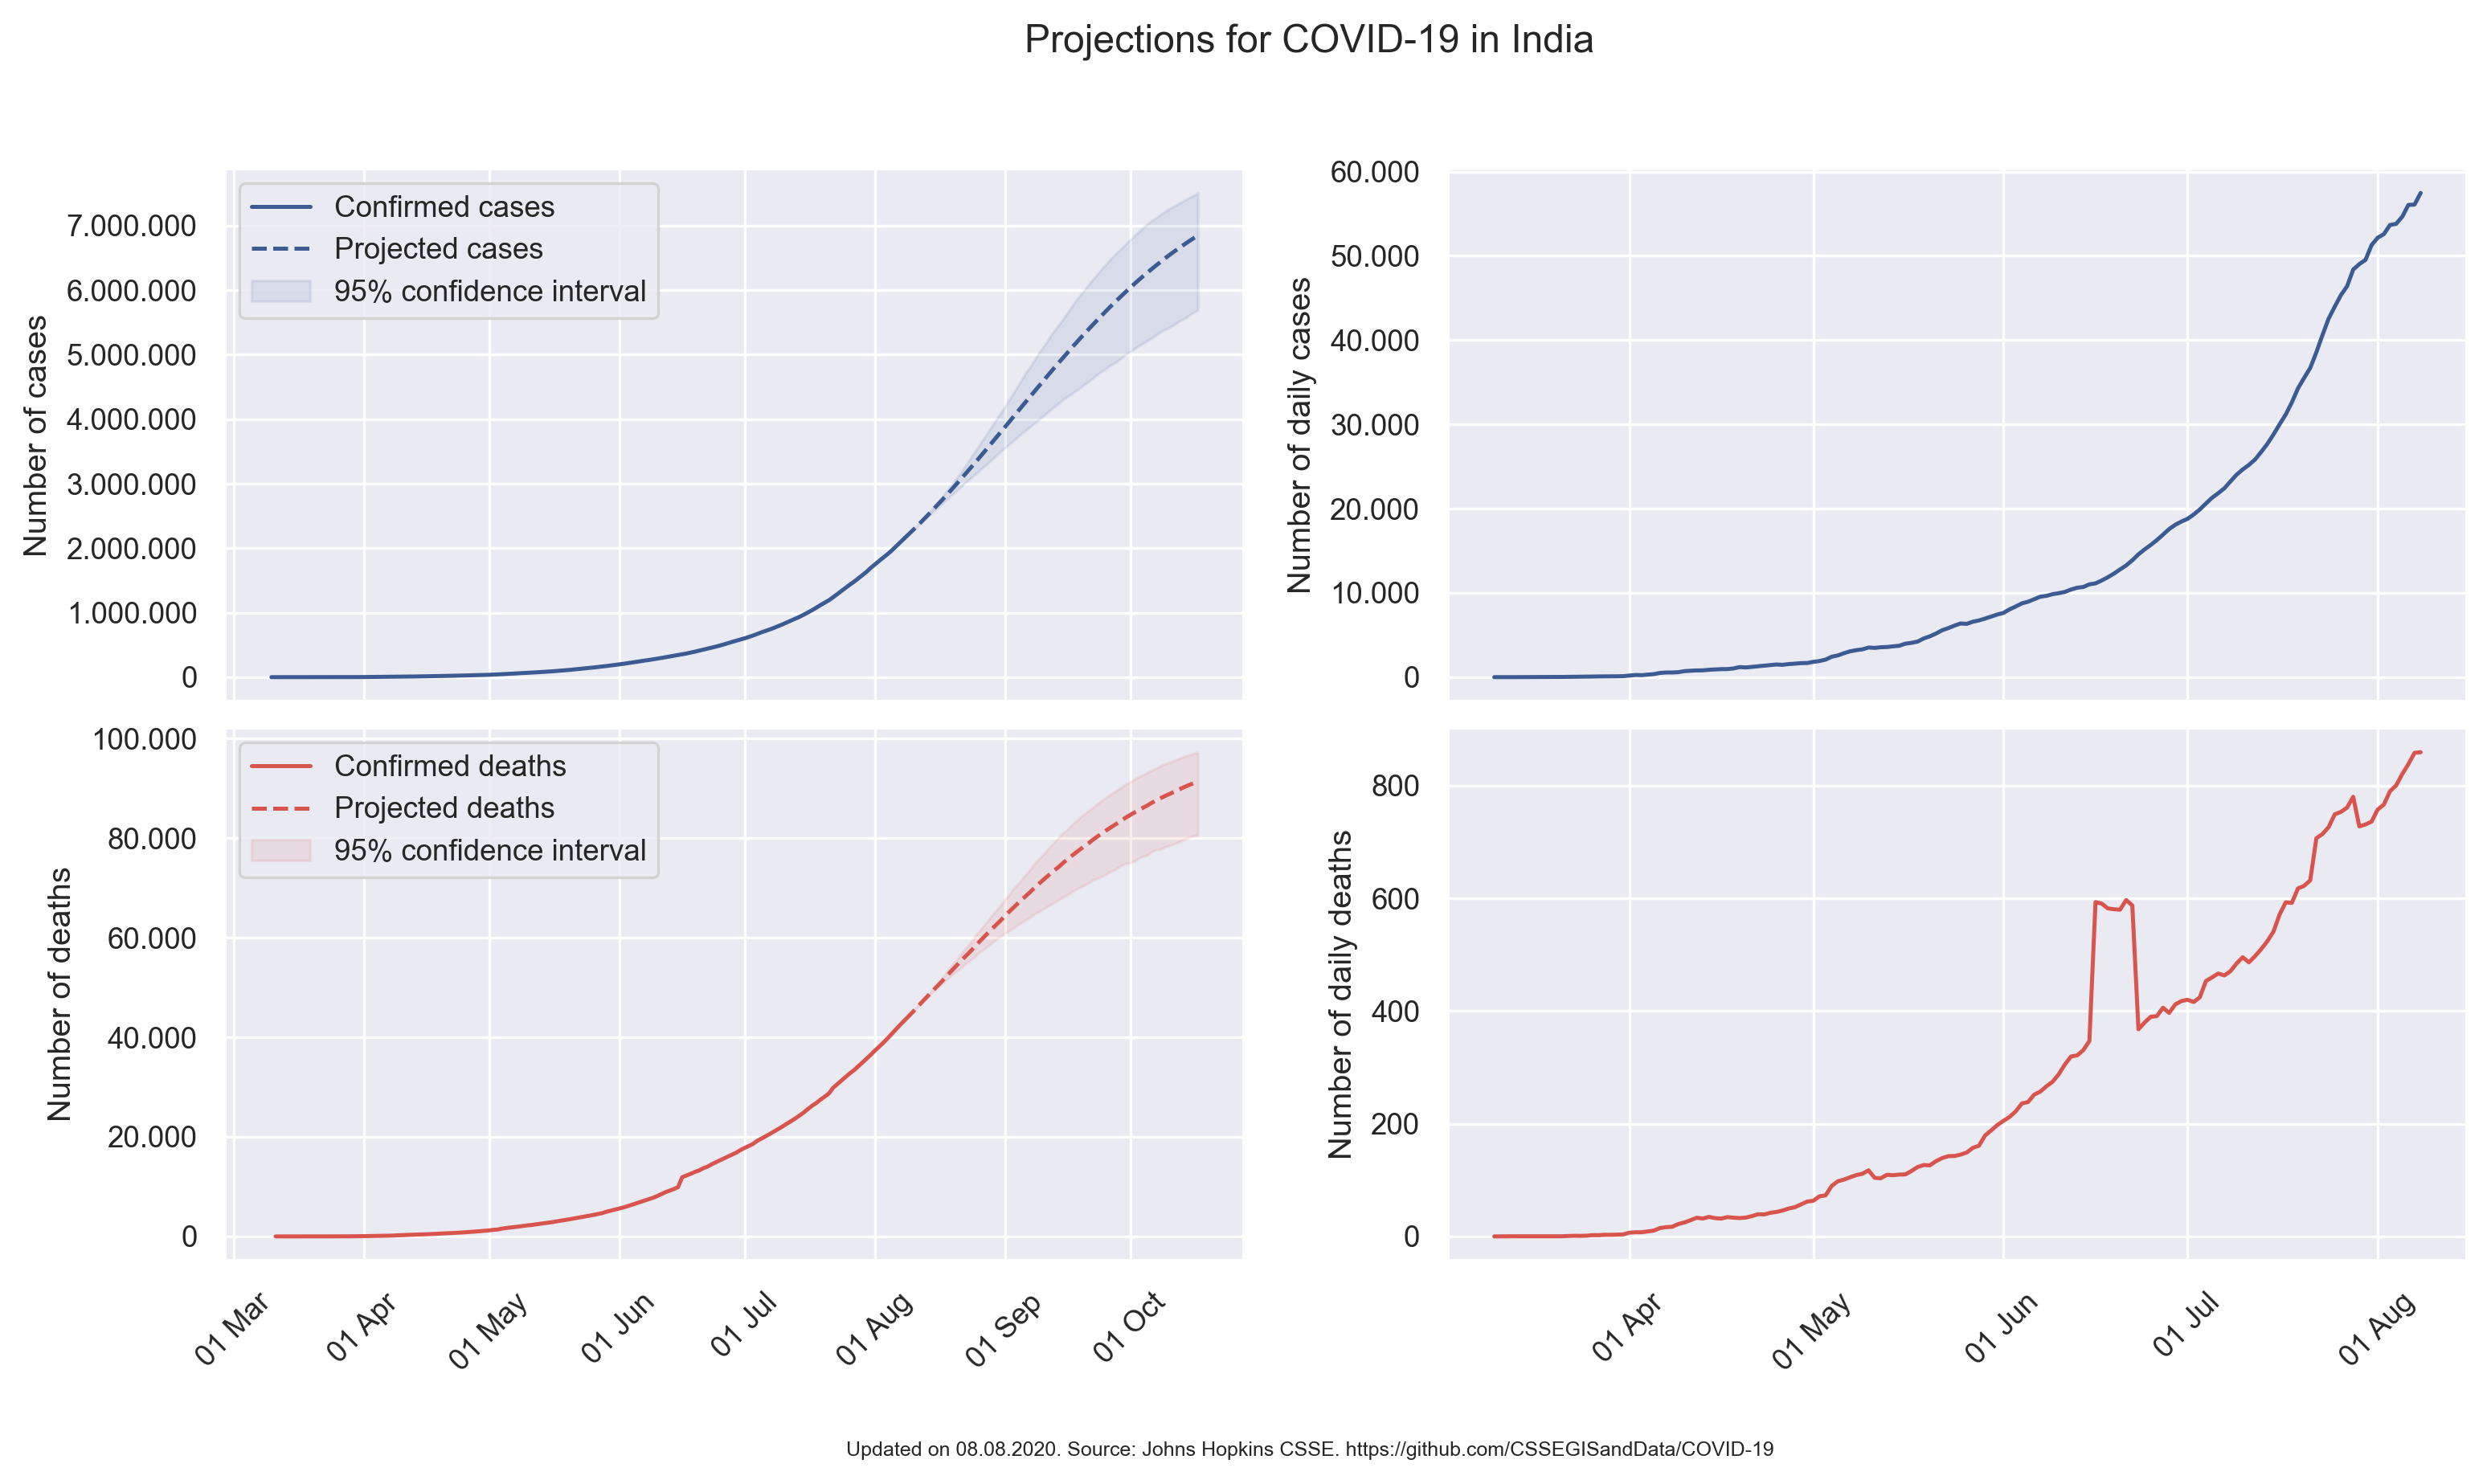 Projections for COVID-19 in India
Number of cases
7.000.000
6.000.000
5.000.000
4.000.000
3.000.000
2.000.000
1.000.000
0
Confirmed cases
Projected cases
95% confidence interval
Number of daily cases
60.000
50.000
40.000
30.000
20.000
10.000
0
Number of deaths
100.000
80.000
60.000
40.000
20.000
0
Confirmed deaths
Projected deaths
95% confidence interval
01 Mar
01 Apr
01 May
01 Jun
01 Jul
01 Aug
01 Sep
01 Oct
Number of daily deaths
800
600
400
200
0
01 Apr
01 May
01 Jun
01 Jul
01 Aug
Updated on 08.08.2020. Source: Johns Hopkins CSSE. https://github.com/CSSEGISandData/COVID-19